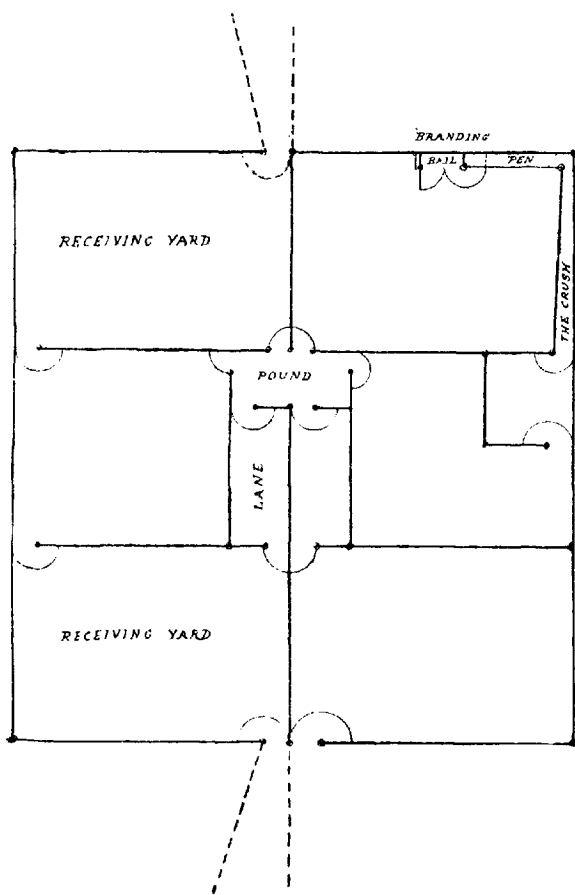 BRANDING
BAIL PEN
RECEIVING YARD
THE CRUSH
POUND
LANE
RECEIVING YARD